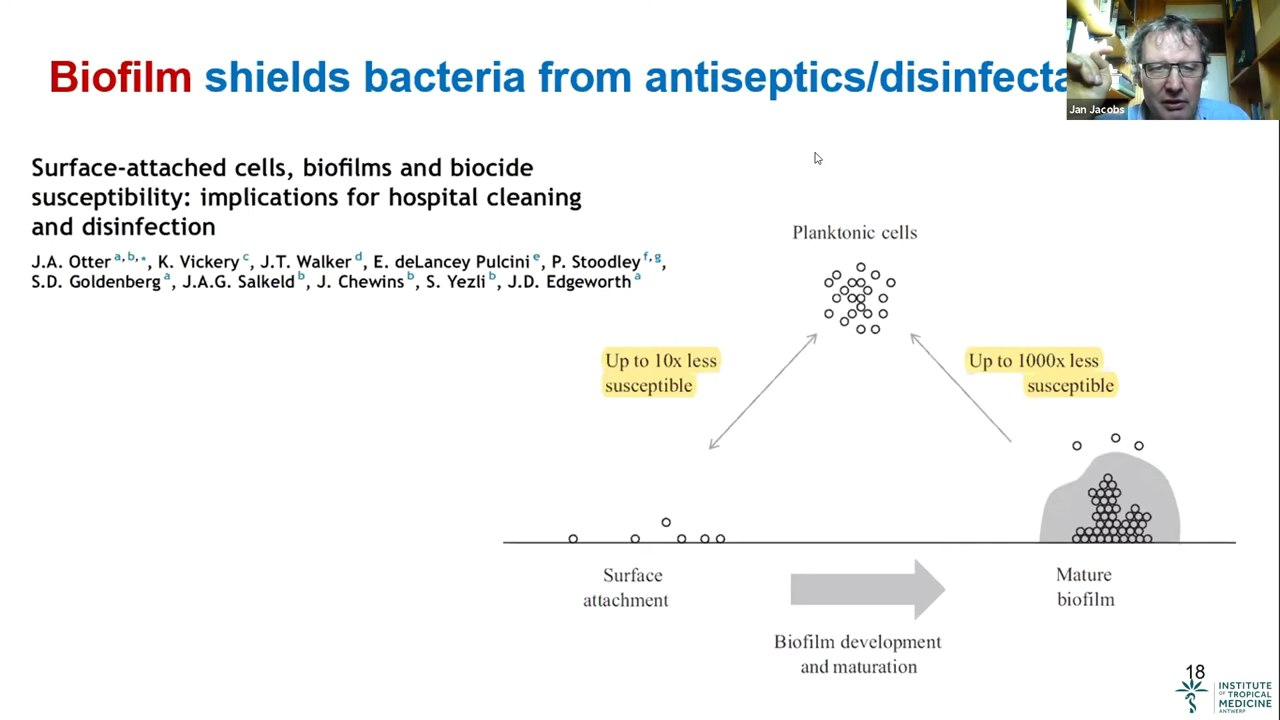 Biofilm shields bacteria from antiseptics/disinfecta
Jan Jacobs
Surface-attached cells, biofilms and biocide
susceptibility: implications for hospital cleaning
and disinfection
J.A. Otter a,b,*, K. Vickery c, J.T. Walker d, E. deLancey Pulcini e, P. Stoodley f,g,
S.D. Goldenberg a, J.A.G. Salkeld b, J. Chewins b, S. Yezli b, J.D. Edgeworth a
Planktonic cells
Up to 10x less
susceptible
Up to 1000x less
susceptible
Surface
attachment
Mature
biofilm
Biofilm development
and maturation
18
INSTITUTE
OF TROPICAL
MEDICINE
ANTWERP